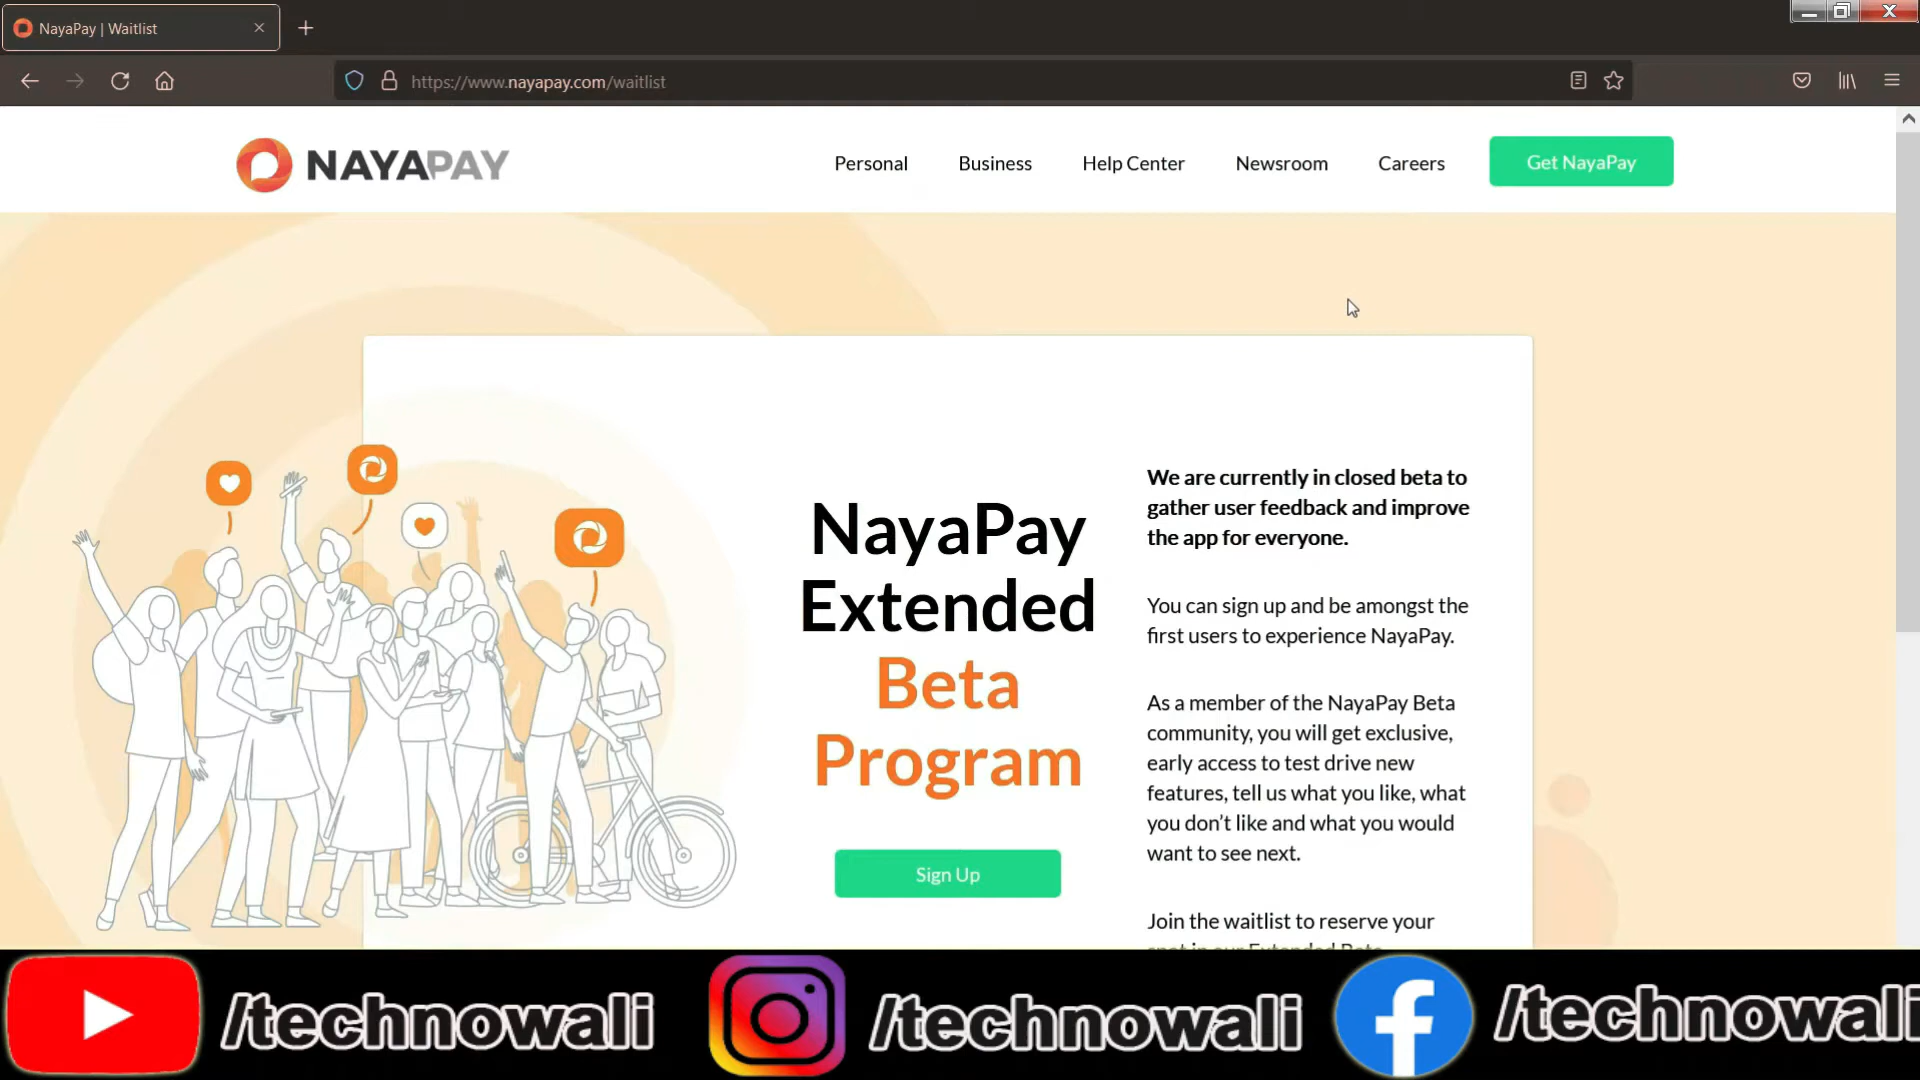 NayaPay | Waitlist
https://www.nayapay.com/waitlist
NAYAPAY
Personal
Business
Help Center
Newsroom
Careers
Get NayaPay
NayaPay
Extended
Beta
Program
Sign Up
We are currently in closed beta to
gather user feedback and improve
the app for everyone.
You can sign up and be amongst the
first users to experience NayaPay.
As a member of the NayaPay Beta
community, you will get exclusive,
early access to test drive new
features, tell us what you like, what
you don’t like and what you would
want to see next.
Join the waitlist to reserve your
spot in our Extended Beta
/technowali
/technowali
/technowali